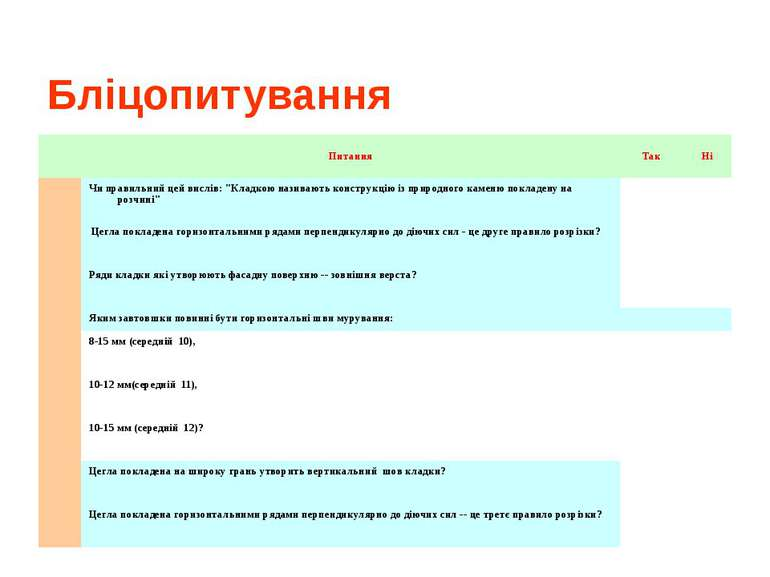 Бліцопитування
Питання Так Ні
Чи правильний цей вислів: "Кладкою називають конструкцію із природного каменю покладену на
розчині"
Цегла покладена горизонтальними рядами перпендикулярно до діючих сил - це друге правило розрізки?
Ряди кладки які утворюють фасадну поверхню -- зовнішня верста?
Яким завтовшки повинні бути горизонтальні шви мурування:
8-15 мм (середній 10),
10-12 мм(середній 11),
10-15 мм (середній 12)?
Цегла покладена на широку грань утворить вертикальний шов кладки?
Цегла покладена горизонтальними рядами перпендикулярно до діючих сил -- це третє правило розрізки?